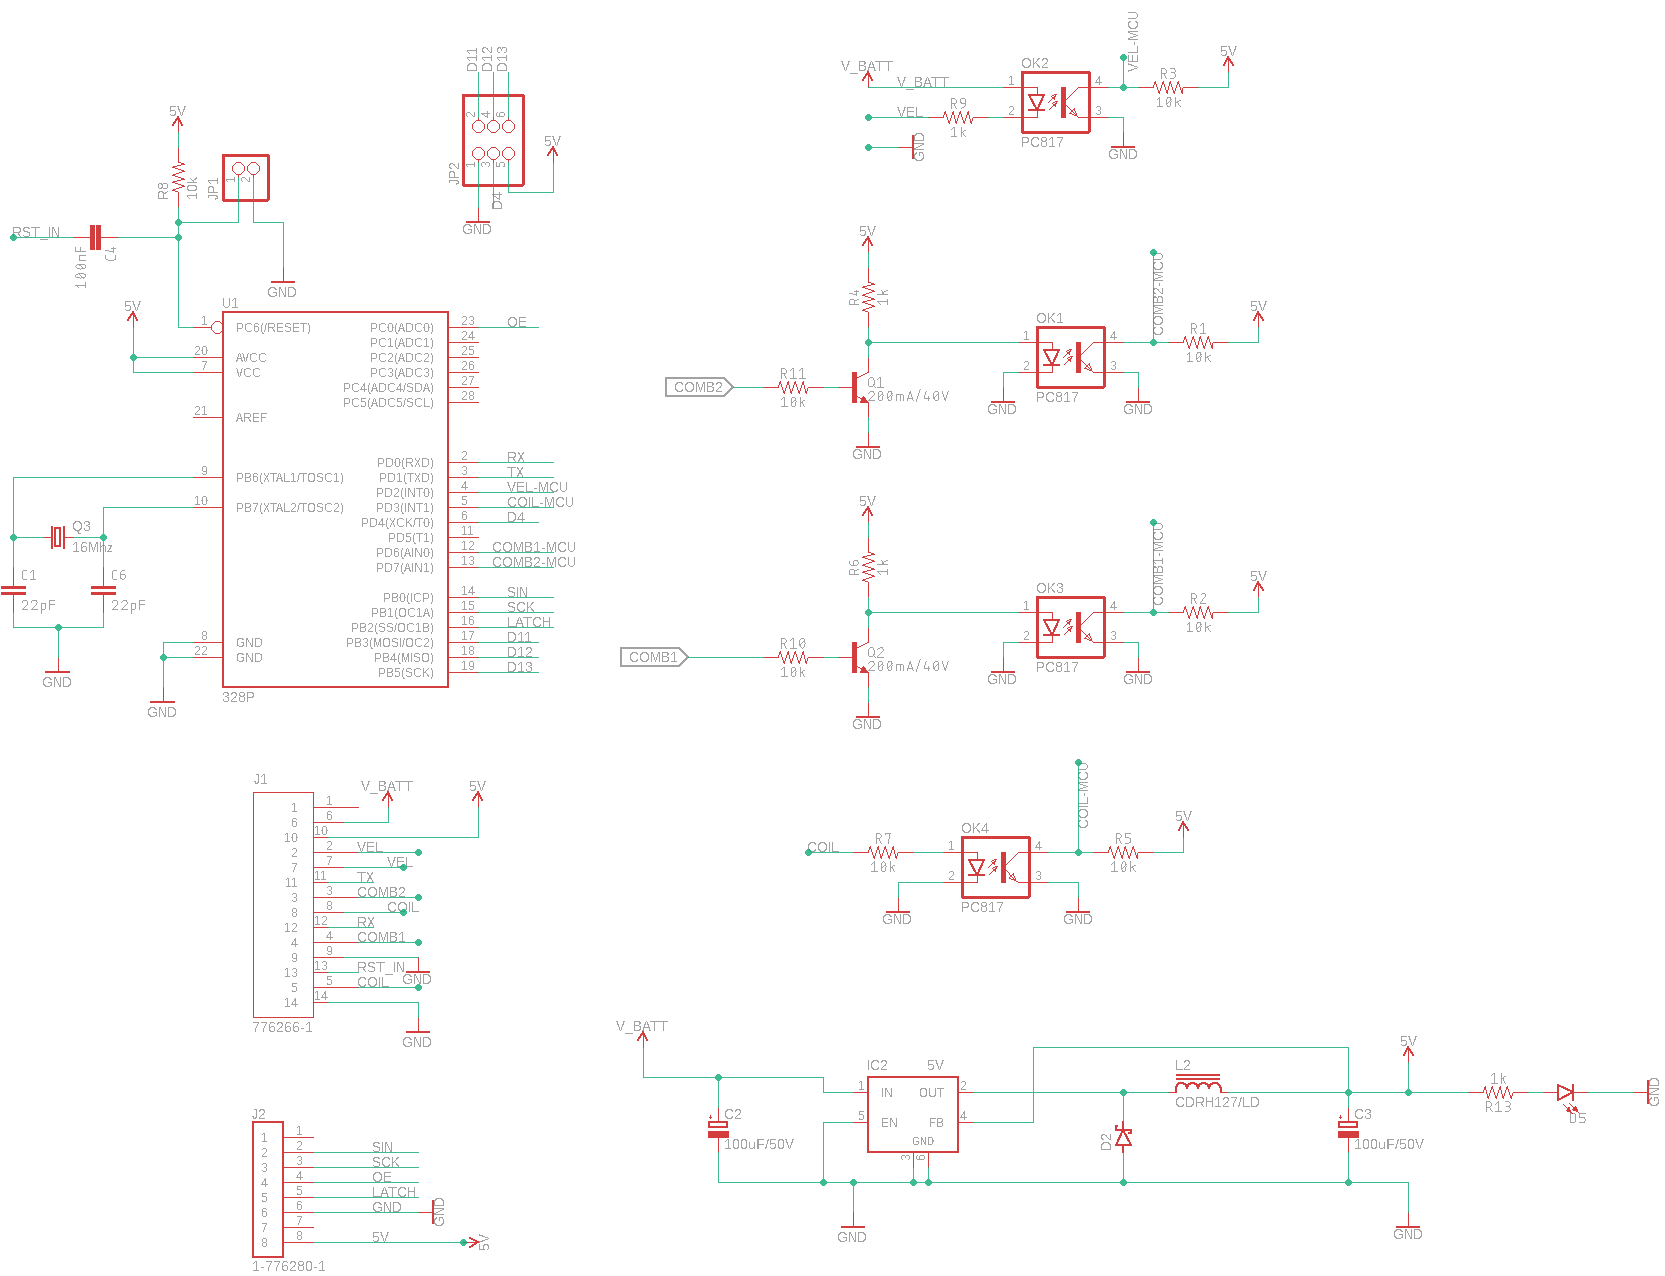 5V
R8
10k
JP1
1
2
RST_IN
100nF
C4
GND
D11
D12
D13
2
4
6
1
3
5
JP2
D4
5V
GND
5V
U1
1
PC6(/RESET)
20
AVCC
7
VCC
21
AREF
9
PB6(XTAL1/TOSC1)
10
PB7(XTAL2/TOSC2)
8
GND
22
GND
328P
PC0(ADC0)
23
OE
PC1(ADC1)
24
PC2(ADC2)
25
PC3(ADC3)
26
PC4(ADC4/SDA)
27
PC5(ADC5/SCL)
28
PD0(RXD)
2
RX
PD1(TXD)
3
TX
PD2(INT0)
4
VEL-MCU
PD3(INT1)
5
COIL-MCU
PD4(XCK/T0)
6
D4
PD5(T1)
11
PD6(AIN0)
12
COMB1-MCU
PD7(AIN1)
13
COMB2-MCU
PB0(ICP)
14
SIN
PB1(OC1A)
15
SCK
PB2(SS/OC1B)
16
LATCH
PB3(MOSI/OC2)
17
D11
PB4(MISO)
18
D12
PB5(SCK)
19
D13
Q3
16Mhz
C1
22pF
C6
22pF
GND
GND
V_BATT
V_BATT
VEL
R9
1k
GND
OK2
1
2
4
3
PC817
VEL-MCU
R3
10k
5V
GND
5V
R4
1k
COMB2
R11
10k
Q1
200mA/40V
GND
OK1
1
2
4
3
PC817
GND
GND
COMB2-MCU
R1
10k
5V
5V
R6
1k
COMB1
R10
10k
Q2
200mA/40V
GND
OK3
1
2
4
3
PC817
GND
GND
COMB1-MCU
R2
10k
5V
COIL
R7
10k
OK4
1
2
4
3
PC817
GND
GND
COIL-MCU
R5
10k
5V
J1
V_BATT
5V
1 1
6 6
10 10
2 2 VEL
7 7 VEL
11 11 TX
3 3 COMB2
8 8 COIL
12 12 RX
4 4 COMB1
9 9 GND
13 13 RST_IN
5 5 COIL
14 14
GND
776266-1
J2
1 1
2 2 SIN
3 3 SCK
4 4 OE
5 5 LATCH
6 6 GND GND
7 7
8 8 5V 5V
1-776280-1
V_BATT
C2
100uF/50V
IC2
5V
1
IN
5
EN
OUT
2
FB
4
GND
3
6
GND
D2
L2
CDRH127/LD
5V
C3
100uF/50V
GND
1k
R13
D5
GND